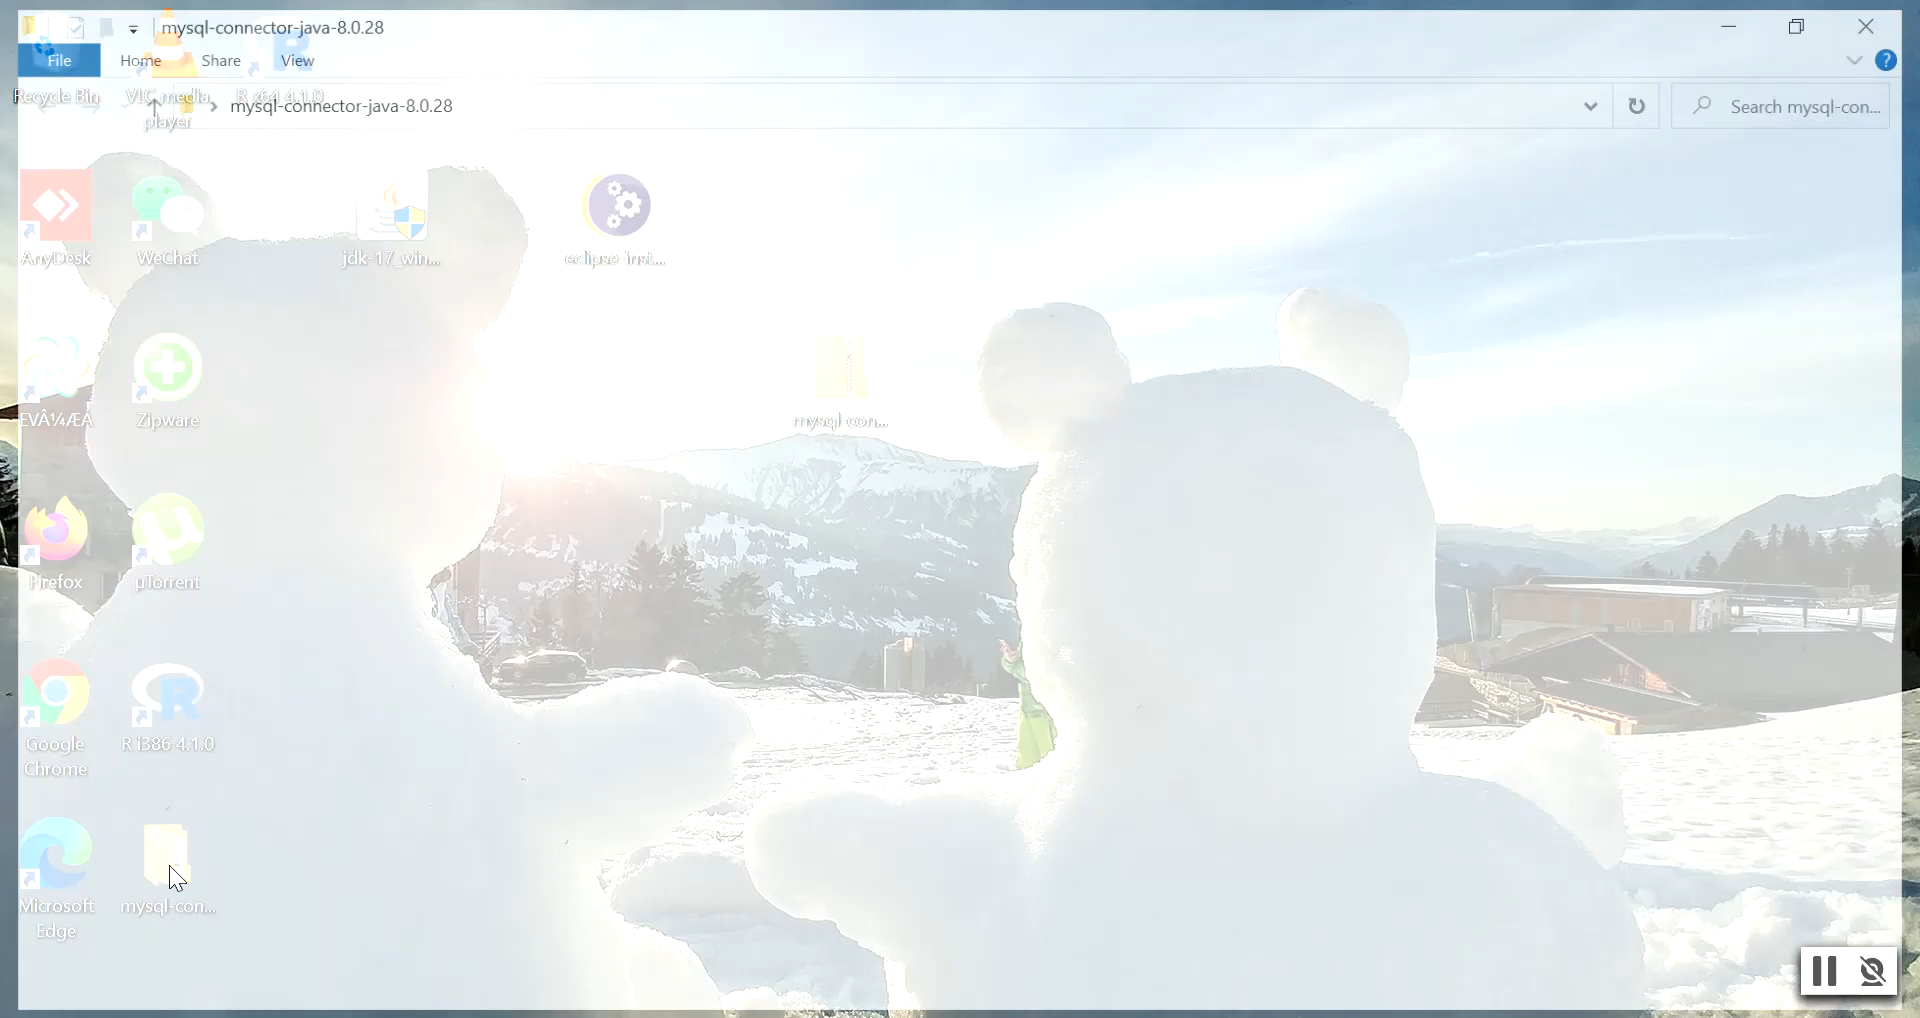 mysql-connector-java-8.0.28
File
Home
Share
View
?
mysql-connector-java-8.0.28
Search mysql-con...
Recycle Bin
VLC media
player
R x64 4.1.0
AnyDesk
WeChat
jdk-17_win...
eclipse-inst...
EVÂ¼ÆÁ
Zipware
mysql-con...
Firefox
µTorrent
Google
Chrome
R i386 4.1.0
Microsoft
Edge
mysql-con...